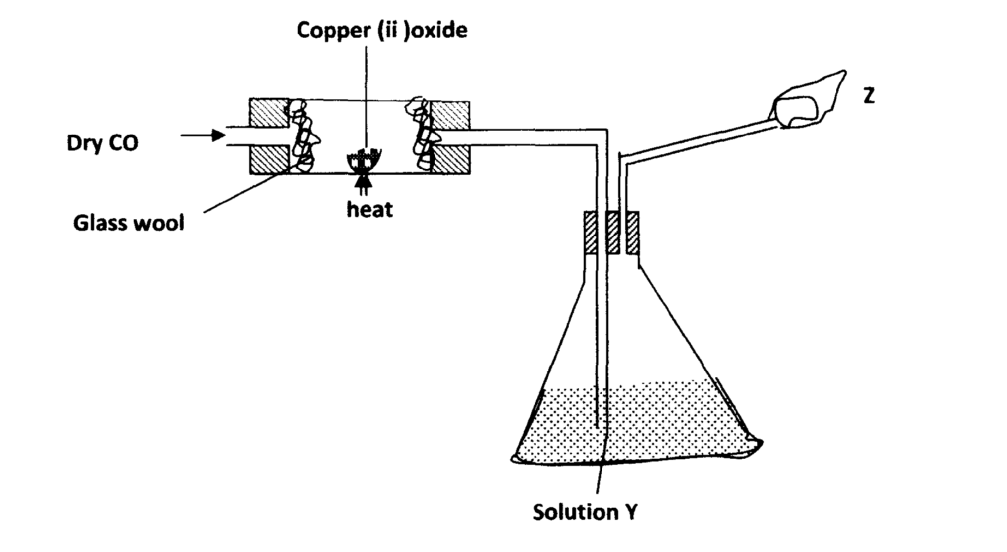 Copper (ii )oxide
Dry CO
Z
heat
Glass wool
Solution Y